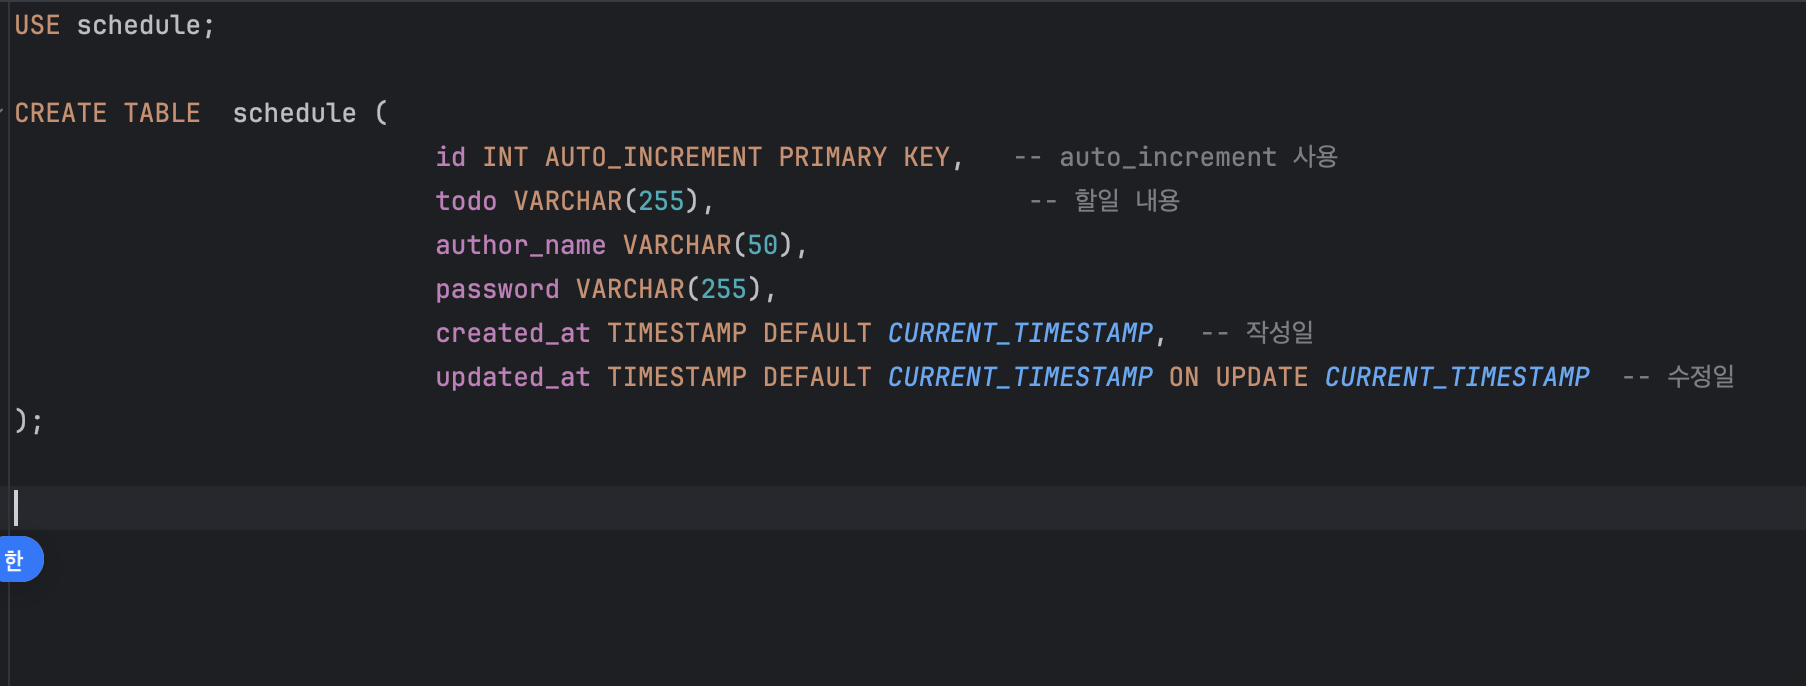 USE schedule;
CREATE TABLE  schedule (
id INT AUTO_INCREMENT PRIMARY KEY,   -- auto_increment 사용
todo VARCHAR(255),                    -- 할일 내용
author_name VARCHAR(50),
password VARCHAR(255),
created_at TIMESTAMP DEFAULT CURRENT_TIMESTAMP,  -- 작성일
updated_at TIMESTAMP DEFAULT CURRENT_TIMESTAMP ON UPDATE CURRENT_TIMESTAMP  -- 수정일
);
한